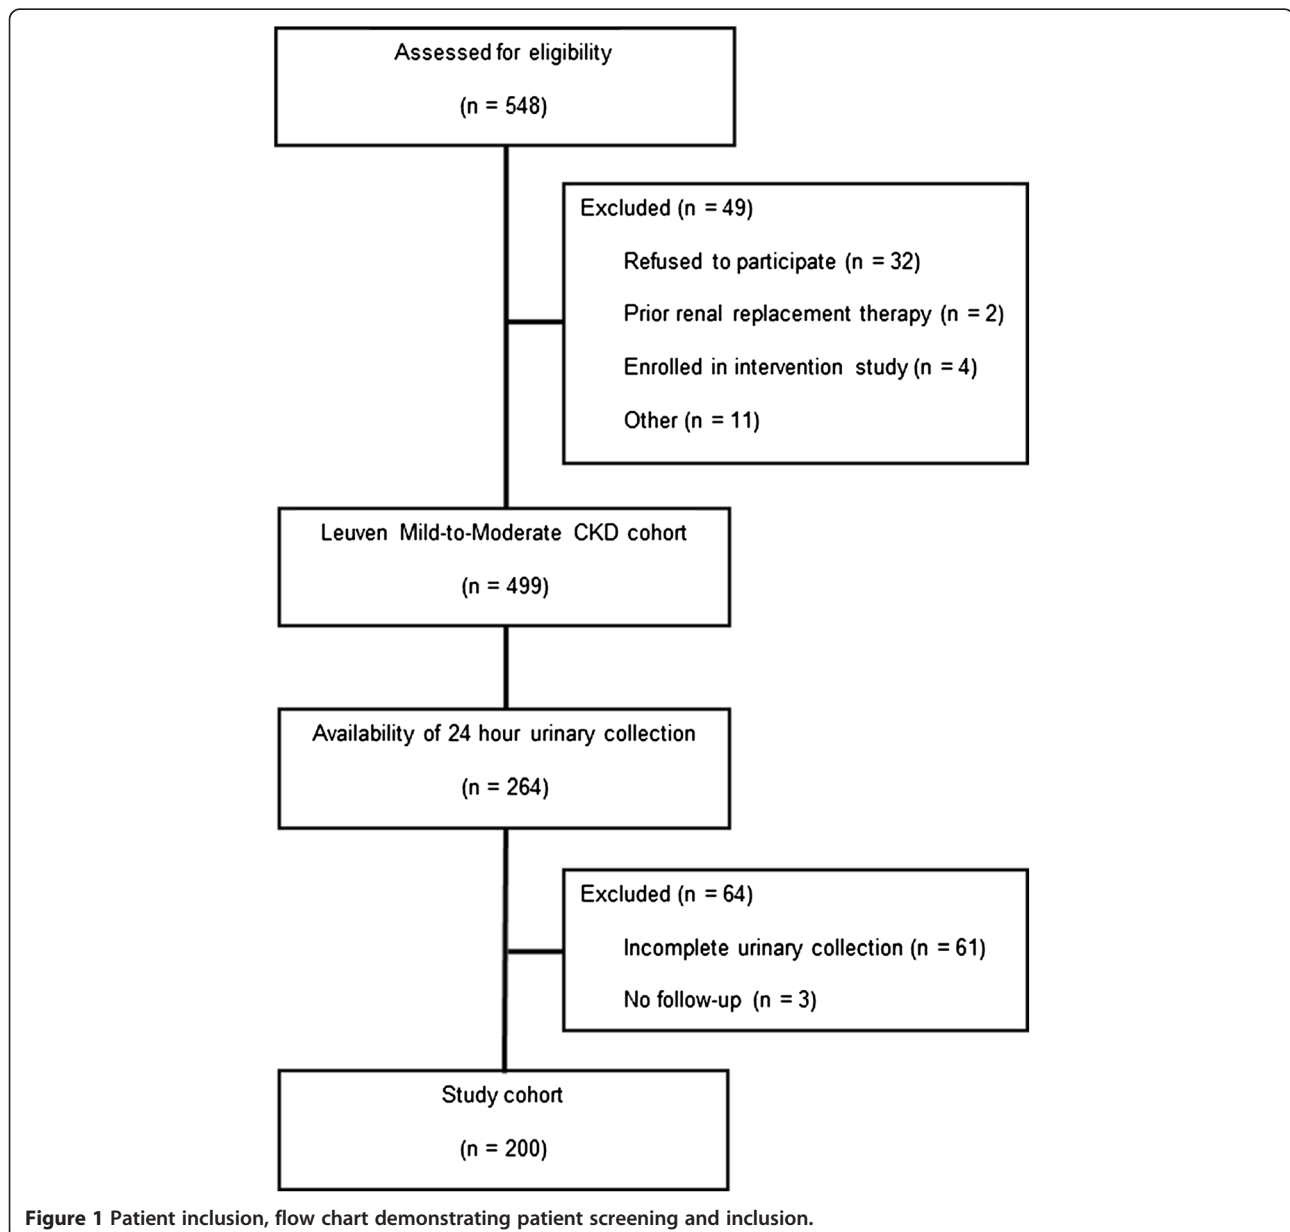 Assessed for eligibility
(n = 548)
Excluded (n = 49)
Refused to participate (n = 32)
Prior renal replacement therapy (n = 2)
Enrolled in intervention study (n = 4)
Other (n = 11)
Leuven Mild-to-Moderate CKD cohort
(n = 499)
Availability of 24 hour urinary collection
(n = 264)
Excluded (n = 64)
Incomplete urinary collection (n = 61)
No follow-up (n = 3)
Study cohort
(n = 200)
Figure 1 Patient inclusion, flow chart demonstrating patient screening and inclusion.